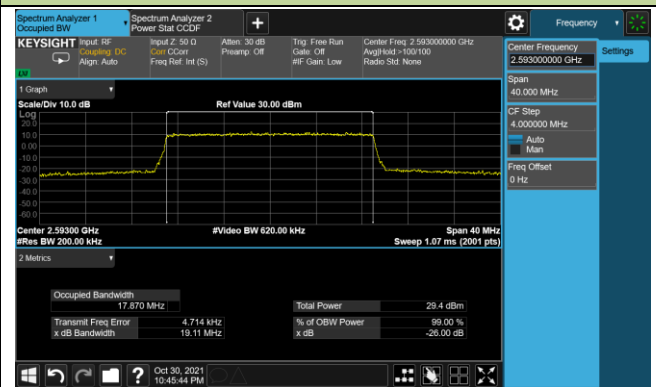 Spectrum Analyzer 1
Occupied BW
Spectrum Analyzer 2
Power Stat CCDF
Frequency
KEYSIGHT
Input: RF
Coupling: DC
Align: Auto
Input Z: 50 Ω
Corr CCorr
Freq Ref: Int (S)
Atten: 30 dB
Preamp: Off
Trig: Free Run
Gate: Off
#IF Gain: Low
Center Freq: 2.593000000 GHz
Avg|Hold:>100/100
Radio Std: None
Center Frequency
2.593000000 GHz
Settings
Span
40.000 MHz
CF Step
4.000000 MHz
Auto
Man
Freq Offset
0 Hz
1 Graph
Scale/Div 10.0 dB
Ref Value 30.00 dBm
Log
20.0
10.0
0.00
-10.0
-20.0
-30.0
-40.0
-50.0
-60.0
Center 2.59300 GHz
#Video BW 620.00 kHz
Span 40 MHz
#Res BW 200.00 kHz
Sweep 1.07 ms (2001 pts)
2 Metrics
Occupied Bandwidth
17.870 MHz
Total Power
29.4 dBm
Transmit Freq Error
4.714 kHz
% of OBW Power
99.00 %
x dB Bandwidth
19.11 MHz
x dB
-26.00 dB
?
Oct 30, 2021
10:45:44 PM